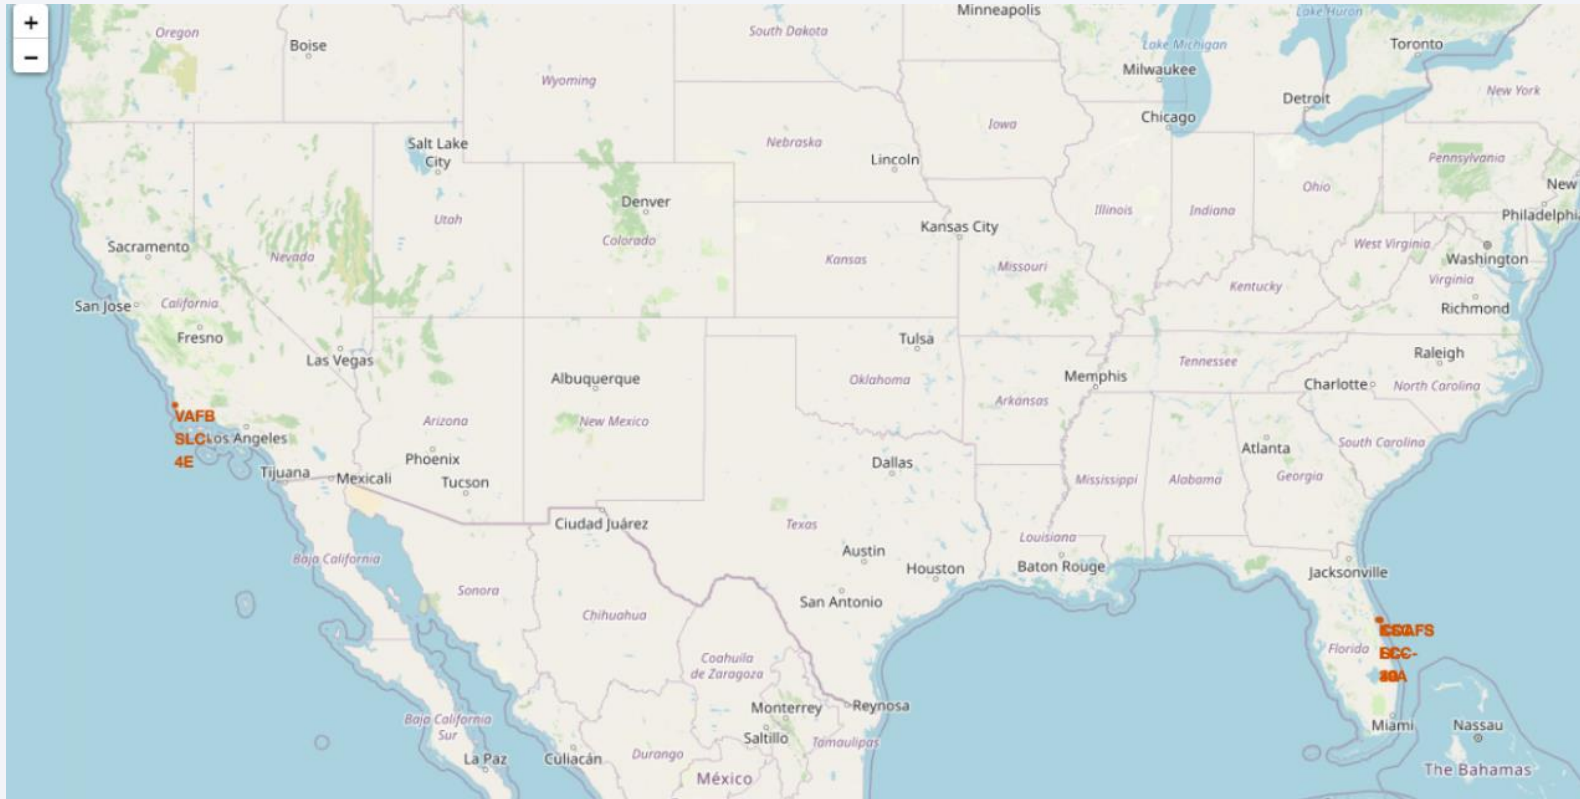 +
−
Minneapolis
Lake Huron
Oregon
South Dakota
Boise
Lake Michigan
Toronto
Milwaukee
Wyoming
New York
Detroit
Chicago
Iowa
Nebraska
Salt Lake
City
Lincoln
Pennsylvania
Ohio
New
Denver
Illinois
Indiana
Philadelphia
Utah
Kansas City
Colorado
Sacramento
West Virginia
Nevada
Kansas
Missouri
Washington
Virginia
Kentucky
San Jose
California
Richmond
Fresno
Tulsa
Las Vegas
Raleigh
Tennessee
Albuquerque
Oklahoma
Memphis
Charlotte
North Carolina
Arkansas
VAFB
Arizona
New Mexico
SLC-
Los Angeles
South Carolina
Atlanta
4E
Phoenix
Dallas
Tijuana
Mexicali
Tucson
Mississippi
Alabama
Georgia
Ciudad Juárez
Texas
Louisiana
Baja California
Austin
Houston
Baton Rouge
Jacksonville
Sonora
San Antonio
Chihuahua
Florida
Coahuila
de Zaragoza
Monterrey
Reynosa
Baja California
Sur
Miami
Nassau
Saltillo
Tamaulipas
Durango
La Paz
Culiacán
México
The Bahamas